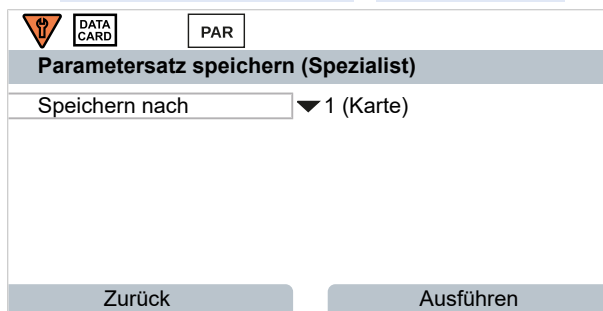 DATA
CARD
PAR
Parametersatz speichern (Spezialist)
Speichern nach 1 (Karte)
Zurück Ausführen